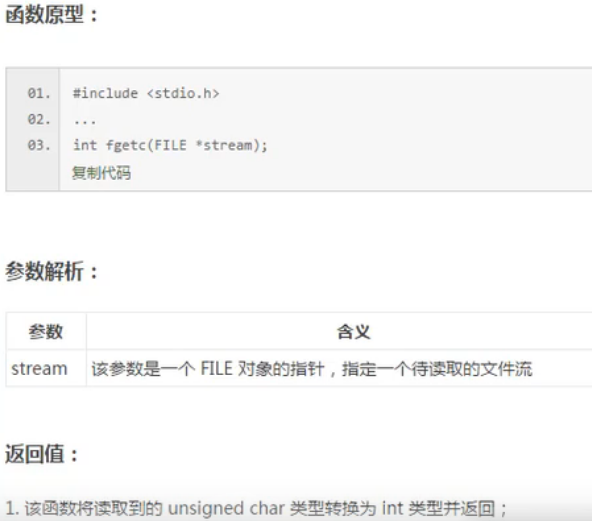 函数原型：
01. #include <stdio.h>
02. ...
03. int fgetc(FILE *stream);
复制代码
参数解析：
参数 含义
stream 该参数是一个 FILE 对象的指针，指定一个待读取的文件流
返回值：
1. 该函数将读取到的 unsigned char 类型转换为 int 类型并返回；